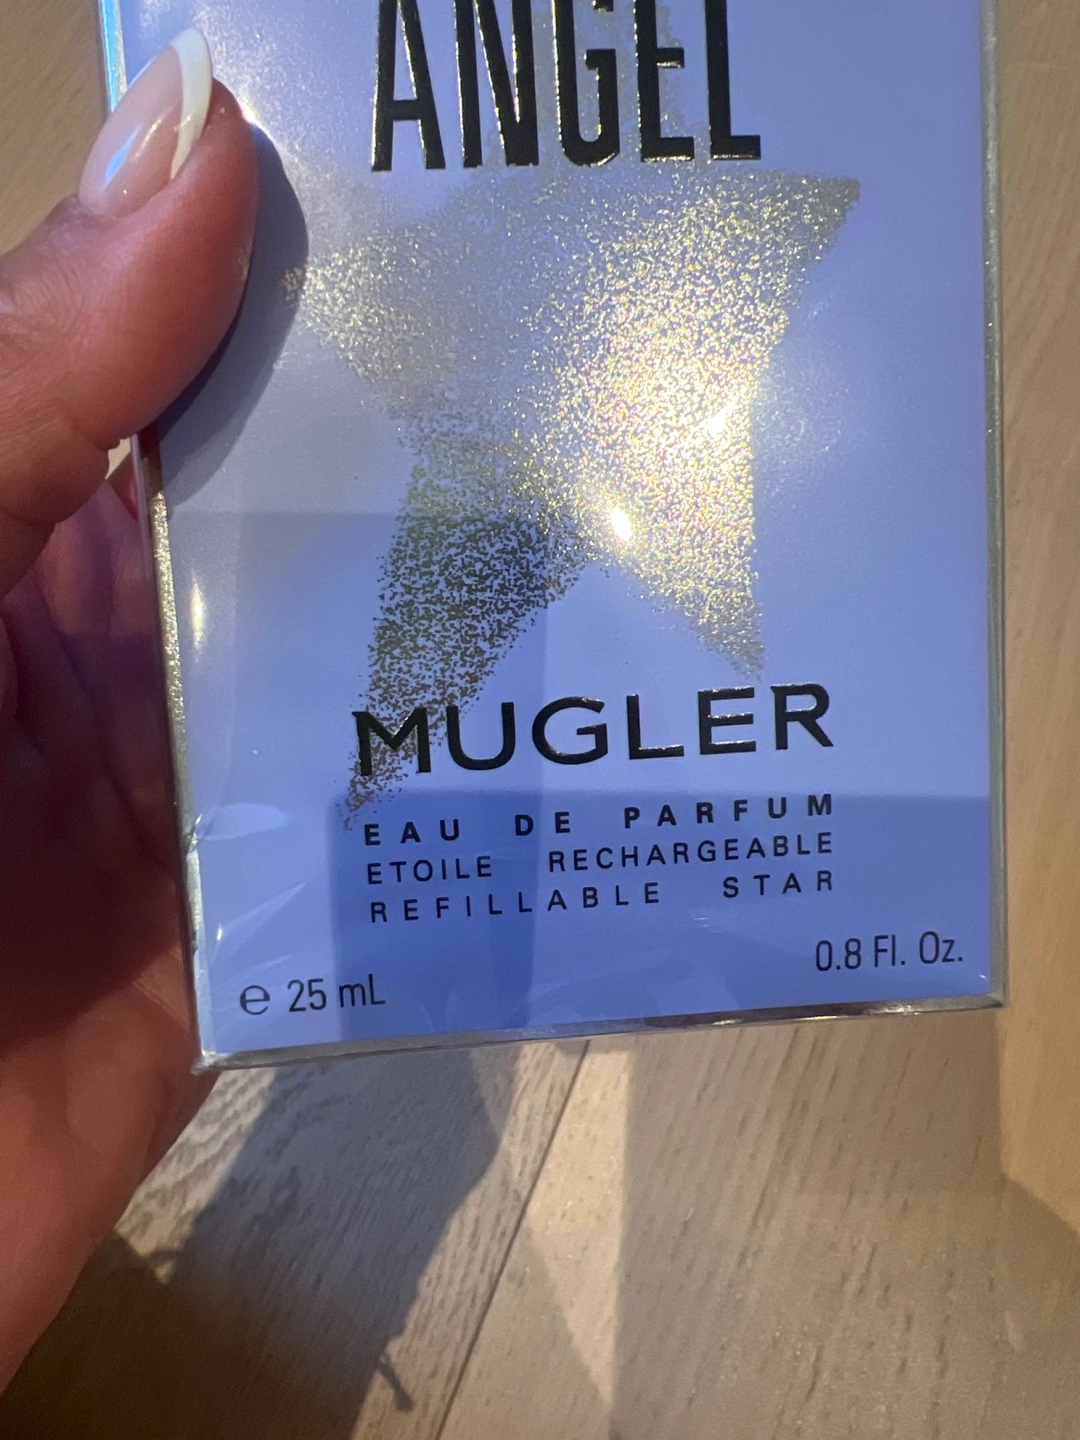 ANGEL
MUGLER
EAU DE PARFUM
ETOILE RECHARGEABLE
REFILLABLE STAR
℮ 25 mL
0.8 Fl. Oz.